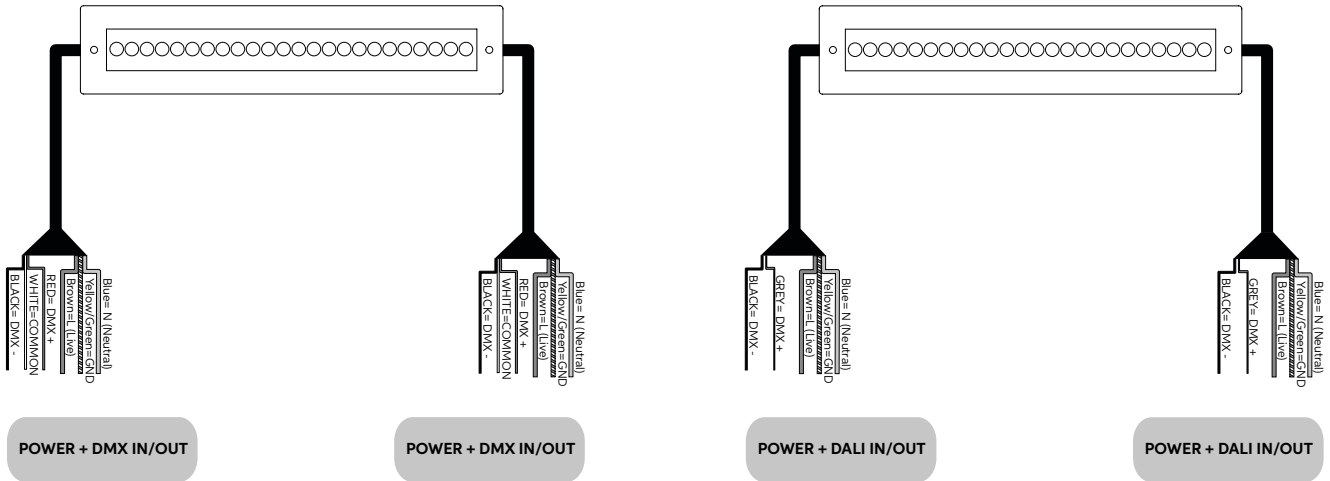 BLACK= DMX -
WHITE=COMMON
RED= DMX +
Brown=L (Live)
Yellow/Green=GND
Blue= N (Neutral)
BLACK= DMX -
WHITE=COMMON
RED= DMX +
Brown=L (Live)
Yellow/Green=GND
Blue= N (Neutral)
BLACK= DMX -
GREY= DMX +
Brown=L (Live)
Yellow/Green=GND
Blue= N (Neutral)
BLACK= DMX -
GREY= DMX +
Brown=L (Live)
Yellow/Green=GND
Blue= N (Neutral)
POWER + DMX IN/OUT
POWER + DMX IN/OUT
POWER + DALI IN/OUT
POWER + DALI IN/OUT